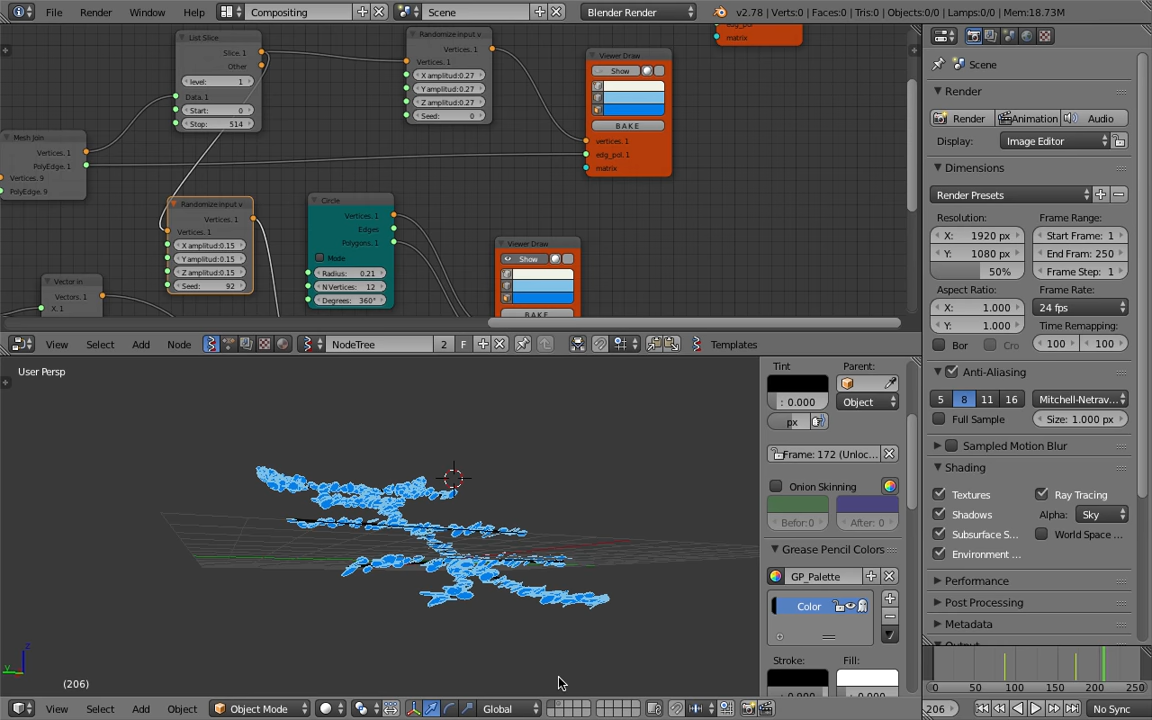 File Render Window Help Compositing Scene Blender Render v2.78 | Verts:0 | Faces:0 | Tris:0 | Objects:0/0 | Lamps:0/0 | Mem:18.73M
List Slice
Slice. 1
Other
level: 1
Data. 1
Start: 0
Stop: 514
Randomize input v
Vertices. 1
Vertices. 1
X amplitud:0.27
Y amplitud:0.27
Z amplitud:0.27
Seed: 0
Viewer Draw
Show
BAKE
vertices. 1
edg_pol. 1
matrix
matrix
Mesh Join
Vertices. 1
PolyEdge. 1
Vertices. 9
PolyEdge. 9
Randomize input v
Vertices. 1
Vertices. 1
X amplitud:0.15
Y amplitud:0.15
Z amplitud:0.15
Seed: 92
Circle
Vertices. 1
Edges
Polygons. 1
Mode
Radius: 0.21
N Vertices: 12
Degrees: 360°
Viewer Draw
Show
BAKE
Vector in
Vectors. 1
X. 1
View Select Add Node NodeTree 2 F Templates
User Persp
(206)
Tint
: 0.000
px
Parent:
Object
Frame: 172 (Unloc...
Onion Skinning
Befor:0 After: 0
Grease Pencil Colors
GP_Palette
Color
Stroke: Fill:
View Select Add Object Object Mode Global
Scene
Render
Render Animation Audio
Display: Image Editor
Dimensions
Render Presets
Resolution: Frame Range:
X: 1920 px Start Frame: 1
Y: 1080 px End Fram: 250
50% Frame Step: 1
Aspect Ratio: Frame Rate:
X: 1.000 24 fps
Y: 1.000 Time Remapping:
Bor Cro 100 100
Anti-Aliasing
5 8 11 16 Mitchell-Netrav...
Full Sample Size: 1.000 px
Sampled Motion Blur
Shading
Textures Ray Tracing
Shadows Alpha: Sky
Subsurface S... World Space ...
Environment ...
Performance
Post Processing
Metadata
0 50 100 150 200 250
206 No Sync